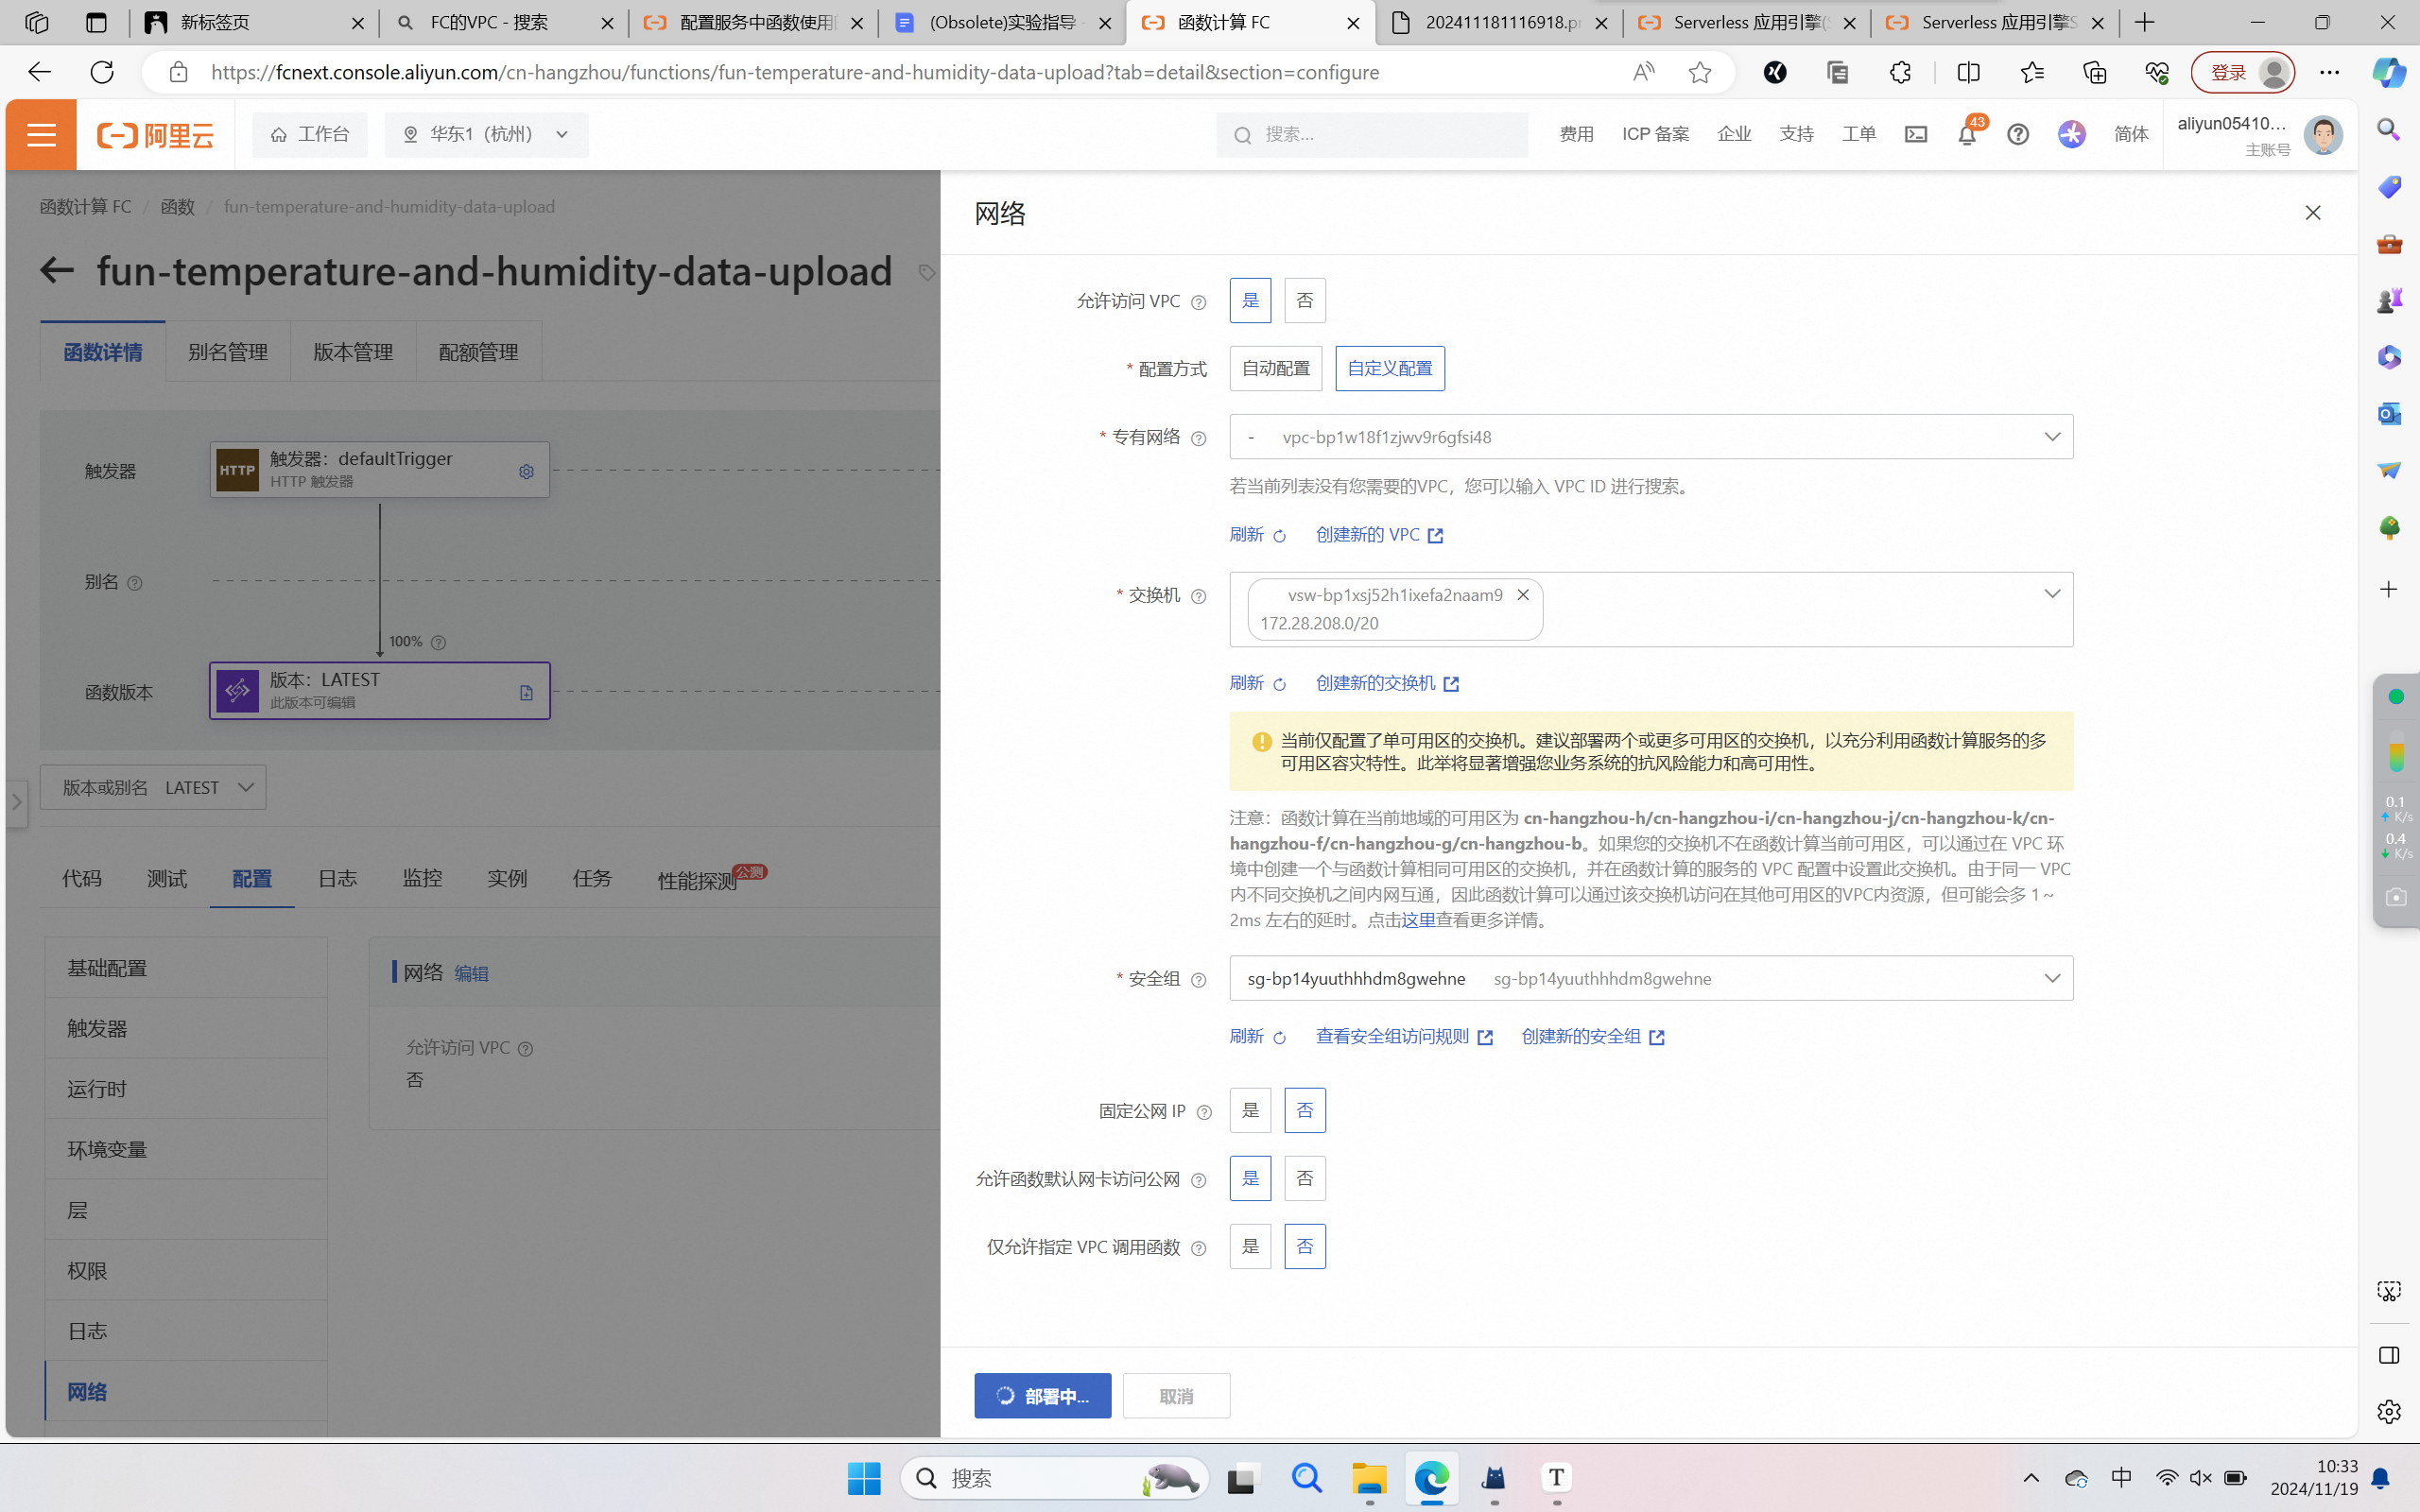 新标签页
FC的VPC - 搜索
配置服务中函数使用
(Obsolete)实验指导 -
函数计算 FC
202411181116918.p
Serverless 应用引擎(
Serverless 应用引擎S
https://fcnext.console.aliyun.com/cn-hangzhou/functions/fun-temperature-and-humidity-data-upload?tab=detail&section=configure
登录
阿里云
工作台
华东1（杭州）
搜索...
费用
ICP 备案
企业
支持
工单
43
简体
aliyun05410...
主账号
函数计算 FC / 函数 / fun-temperature-and-humidity-data-upload
fun-temperature-and-humidity-data-upload
函数详情
别名管理
版本管理
配额管理
触发器
HTTP
触发器：defaultTrigger
HTTP 触发器
别名
100%
函数版本
版本：LATEST
此版本可编辑
版本或别名 LATEST
代码
测试
配置
日志
监控
实例
任务
性能探测
公测
基础配置
触发器
运行时
环境变量
层
权限
日志
网络
网络 编辑
允许访问 VPC
否
网络
允许访问 VPC 是 否
* 配置方式 自动配置 自定义配置
* 专有网络 - vpc-bp1w18f1zjwv9r6gfsi48
若当前列表没有您需要的VPC，您可以输入 VPC ID 进行搜索。
刷新 创建新的 VPC
* 交换机 vsw-bp1xsj52h1ixefa2naam9
172.28.208.0/20
刷新 创建新的交换机
当前仅配置了单可用区的交换机。建议部署两个或更多可用区的交换机，以充分利用函数计算服务的多
可用区容灾特性。此举将显著增强您业务系统的抗风险能力和高可用性。
注意：函数计算在当前地域的可用区为 cn-hangzhou-h/cn-hangzhou-i/cn-hangzhou-j/cn-hangzhou-k/cn-
hangzhou-f/cn-hangzhou-g/cn-hangzhou-b。如果您的交换机不在函数计算当前可用区，可以通过在 VPC 环
境中创建一个与函数计算相同可用区的交换机，并在函数计算的服务的 VPC 配置中设置此交换机。由于同一 VPC
内不同交换机之间内网互通，因此函数计算可以通过该交换机访问在其他可用区的VPC内资源，但可能会多 1 ~
2ms 左右的延时。点击这里查看更多详情。
* 安全组 sg-bp14yuuthhhdm8gwehne sg-bp14yuuthhhdm8gwehne
刷新 查看安全组访问规则 创建新的安全组
固定公网 IP 是 否
允许函数默认网卡访问公网 是 否
仅允许指定 VPC 调用函数 是 否
部署中...
取消
0.1
K/s
0.4
K/s
搜索
T
中
10:33
2024/11/19